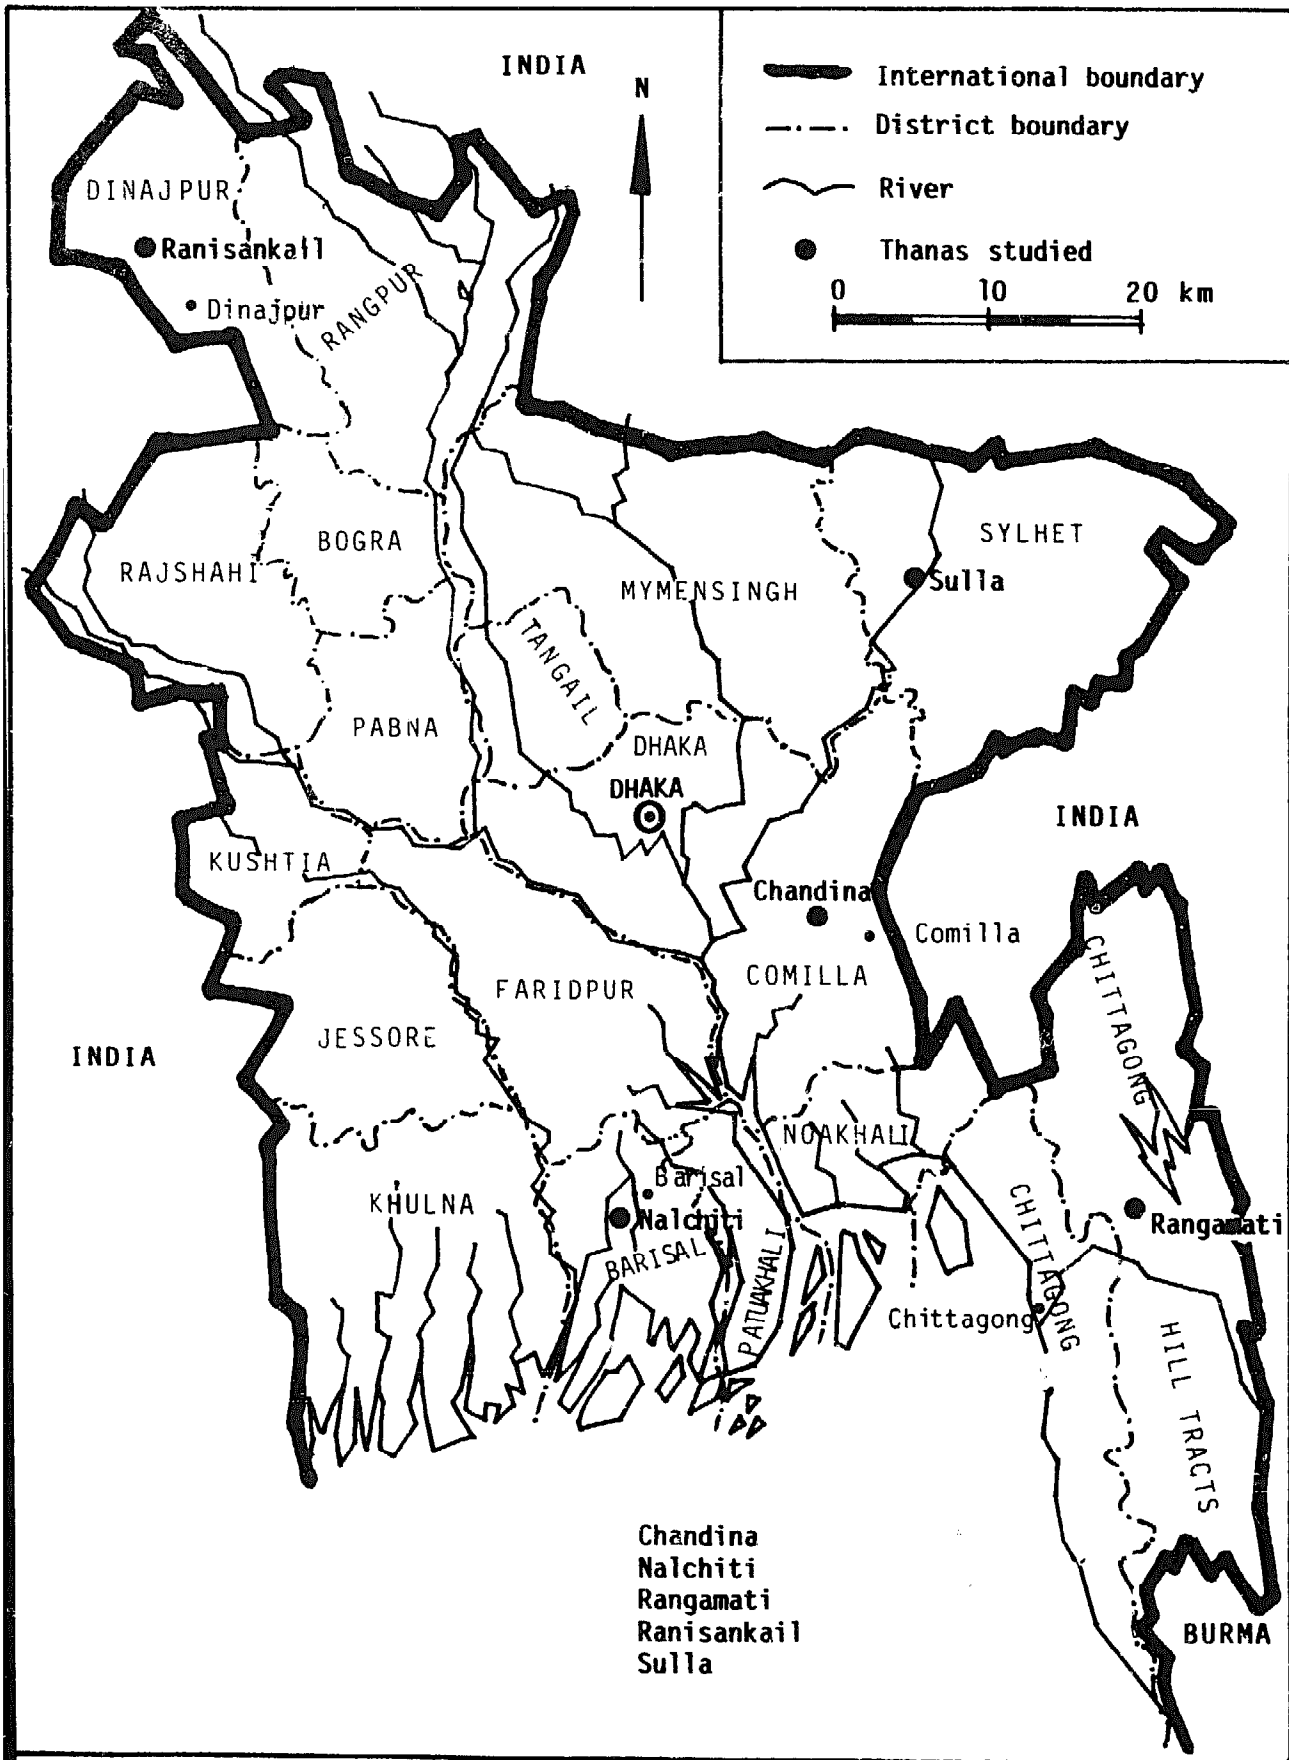 INDIA
N
International boundary
District boundary
River
Thanas studied
0 10 20 km
DINAJPUR
Ranisankail
Dinajpur
RANGPUR
RAJSHAHI
BOGRA
MYMENSINGH
SYLHET
Sulla
TANGAIL
PABNA
DHAKA
DHAKA
INDIA
KUSHTIA
Chandina
Comilla
COMILLA
FARIDPUR
JESSORE
INDIA
CHITTAGONG
NOAKHALI
KHULNA
Barisal
Nalchiti
BARISAL
PATUAKHALI
CHITTAGONG
Rangamati
Chittagong
HILL TRACTS
Chandina
Nalchiti
Rangamati
Ranisankail
Sulla
BURMA